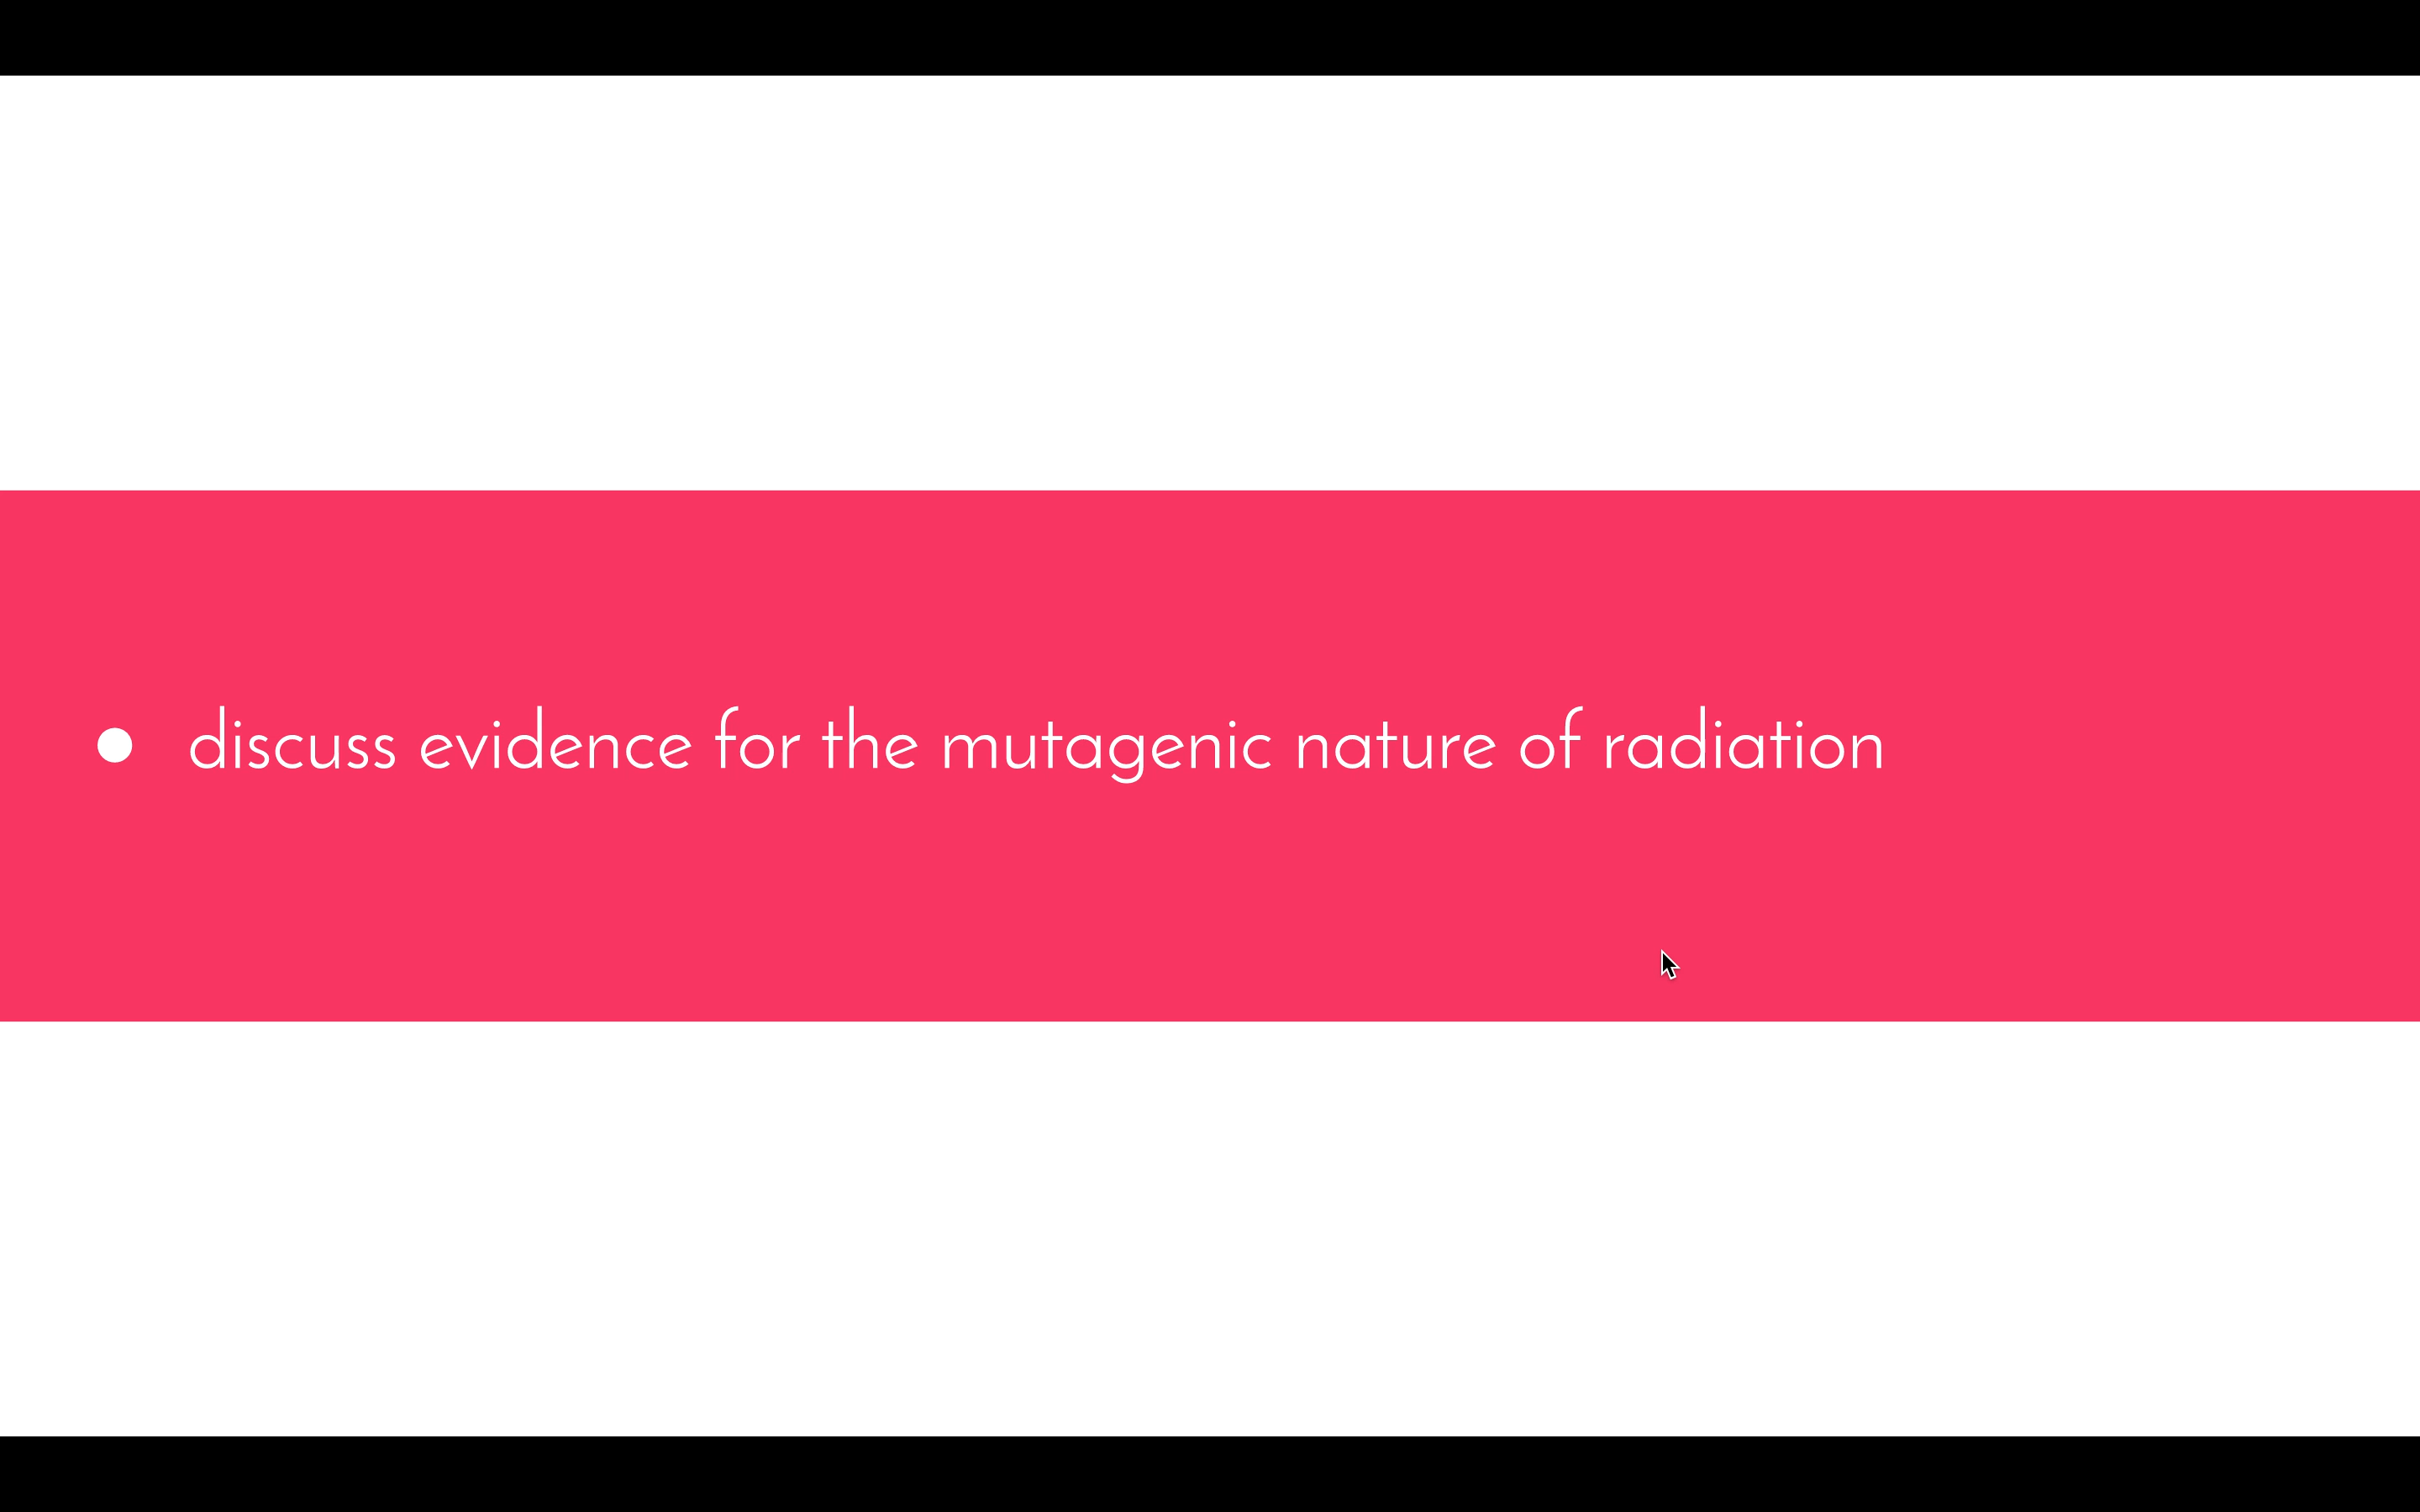 • discuss evidence for the mutagenic nature of radiation